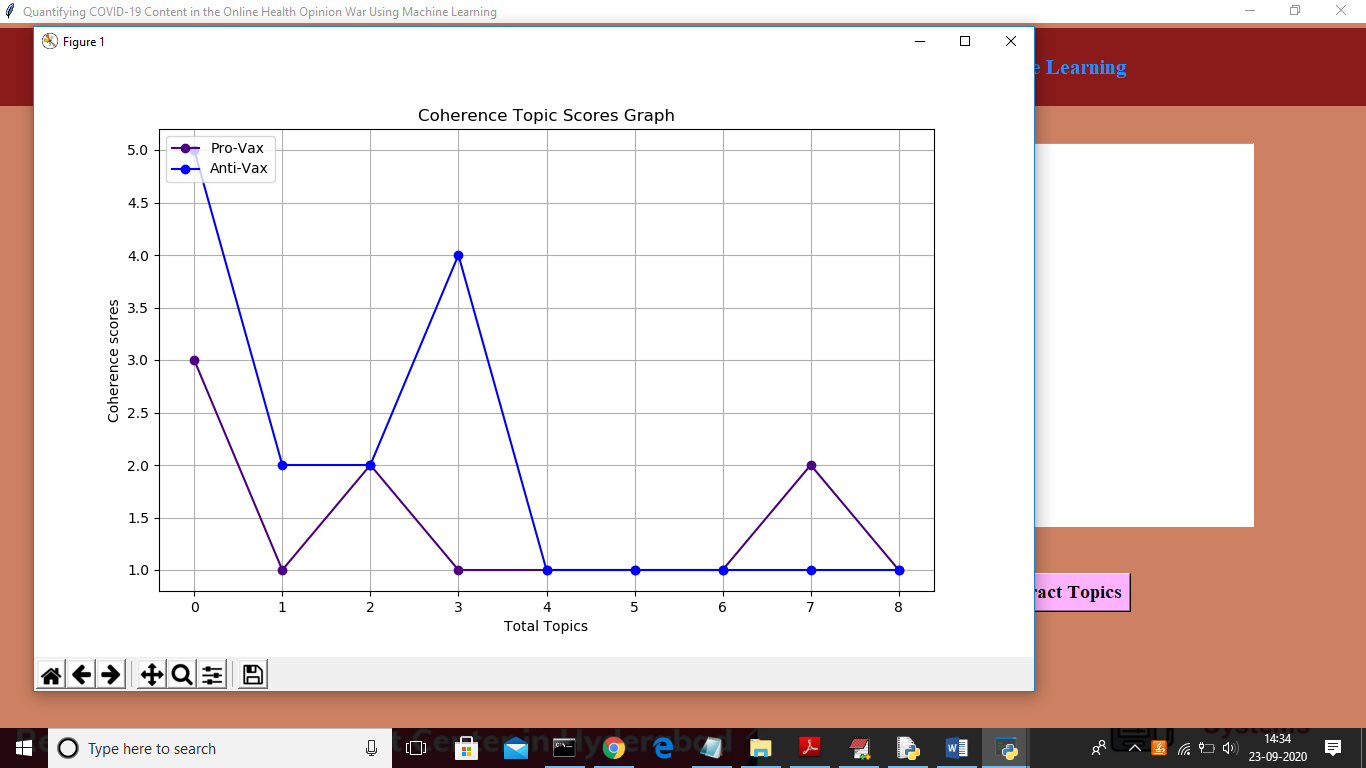 Quantifying COVID-19 Content in the Online Health Opinion War Using Machine Learning
Figure 1
Learning
Coherence Topic Scores Graph
Pro-Vax
Anti-Vax
5.0
4.5
4.0
3.5
3.0
2.5
2.0
1.5
1.0
Coherence scores
0 1 2 3 4 5 6 7 8
Total Topics
ract Topics
Type here to search
14:34
23-09-2020